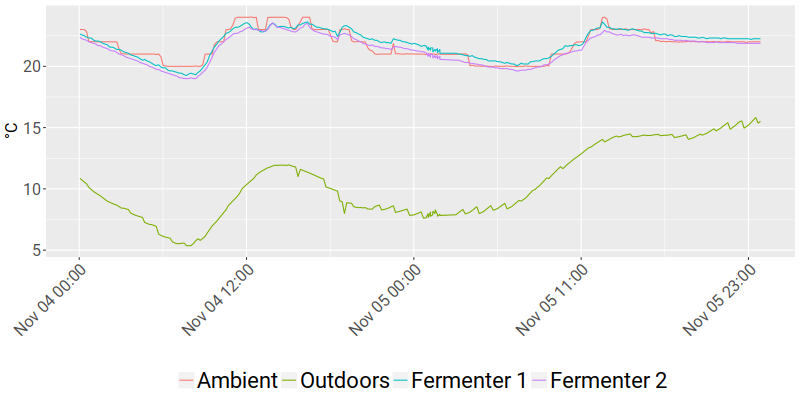 °C
20
15
10
5
Nov 04 00:00
Nov 04 12:00
Nov 05 00:00
Nov 05 11:00
Nov 05 23:00
Ambient Outdoors Fermenter 1 Fermenter 2